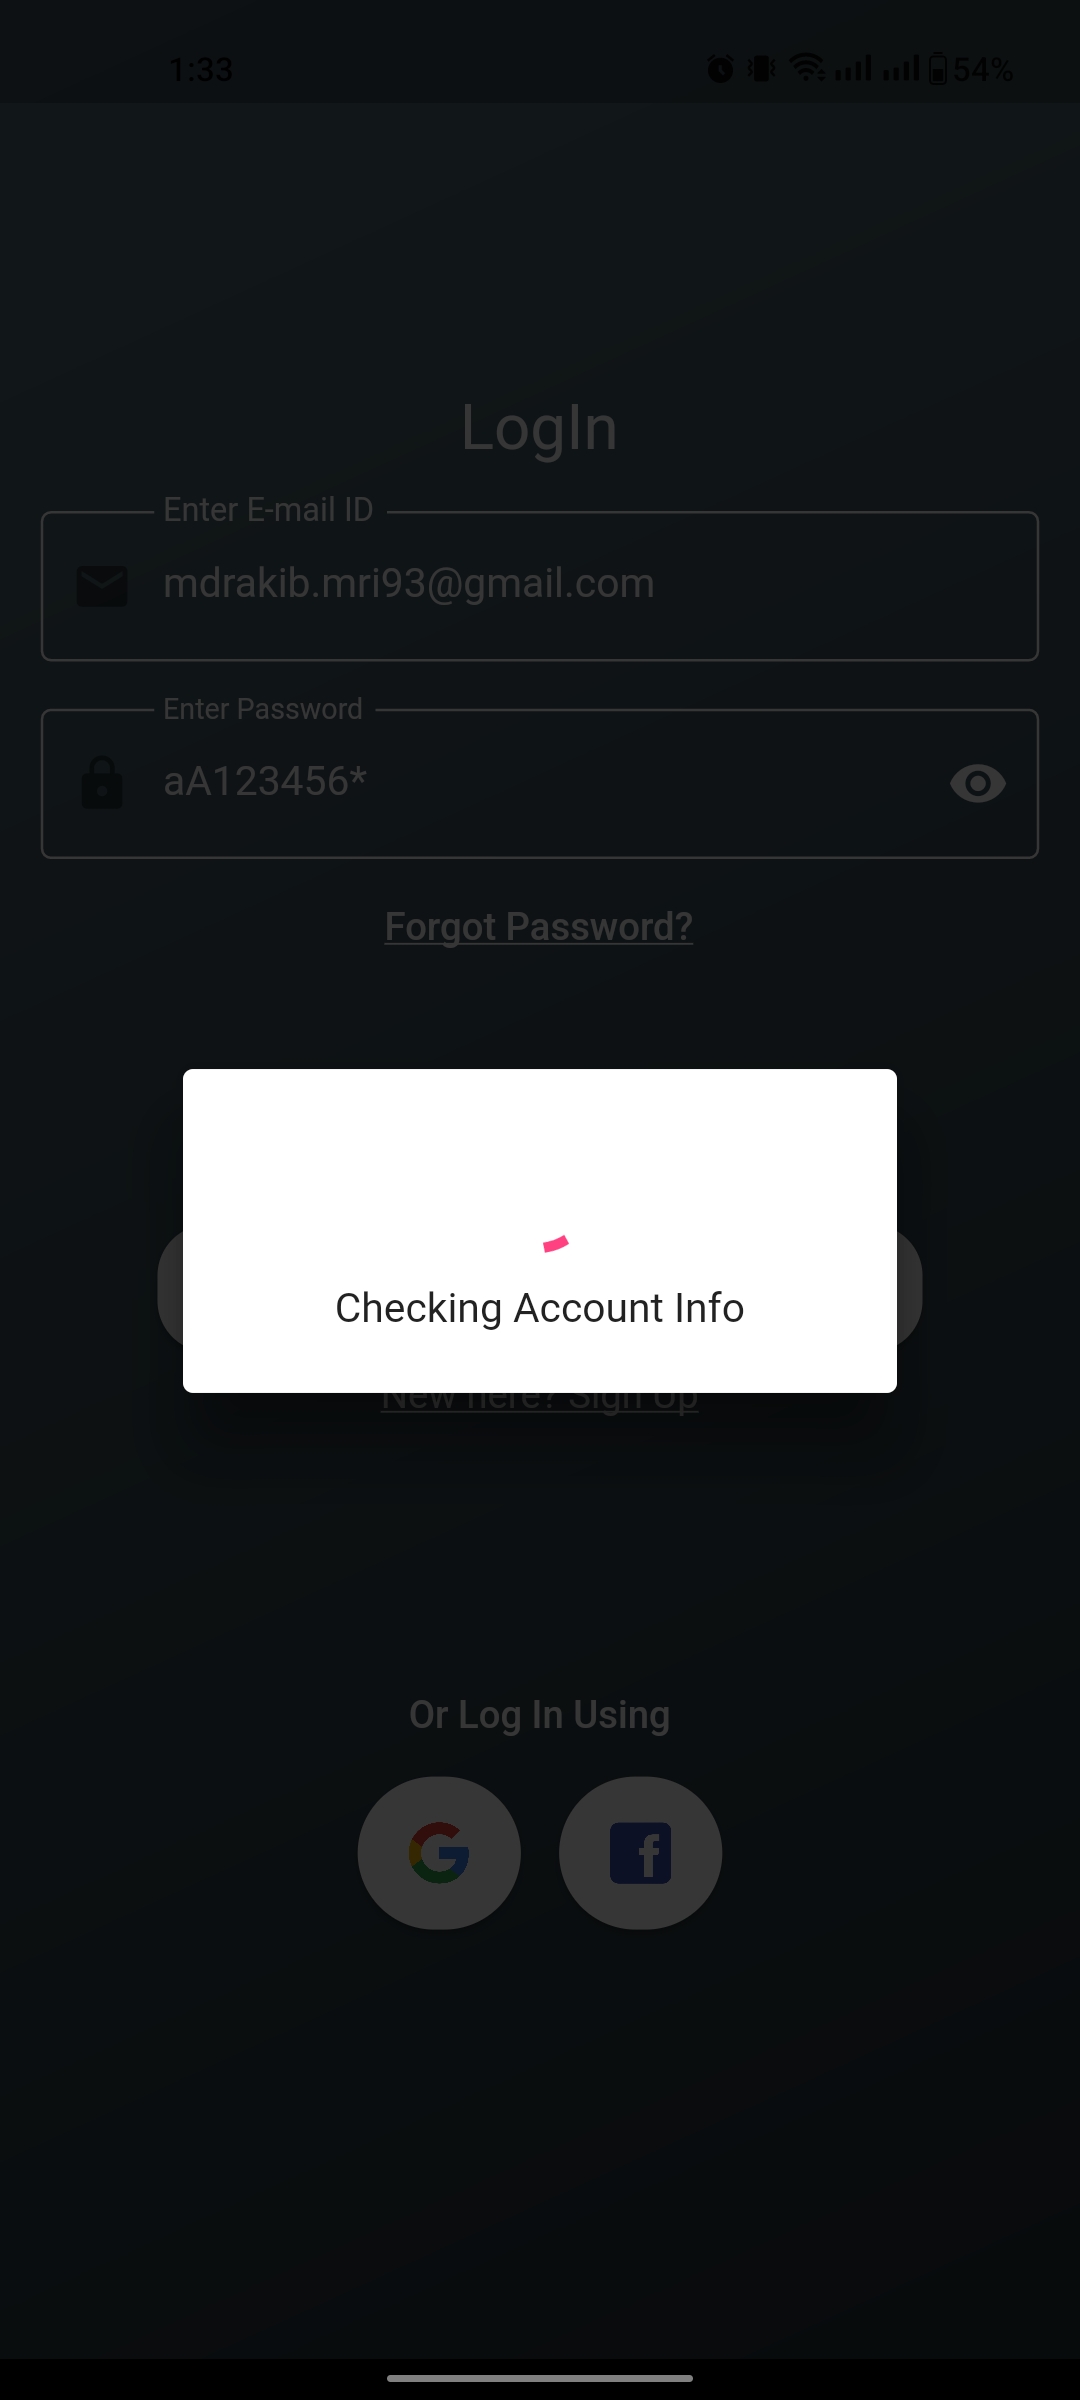 1:33
54%
LogIn
Enter E-mail ID
mdrakib.mri93@gmail.com
Enter Password
aA123456*
Forgot Password?
Checking Account Info
New here? Sign Up
Or Log In Using